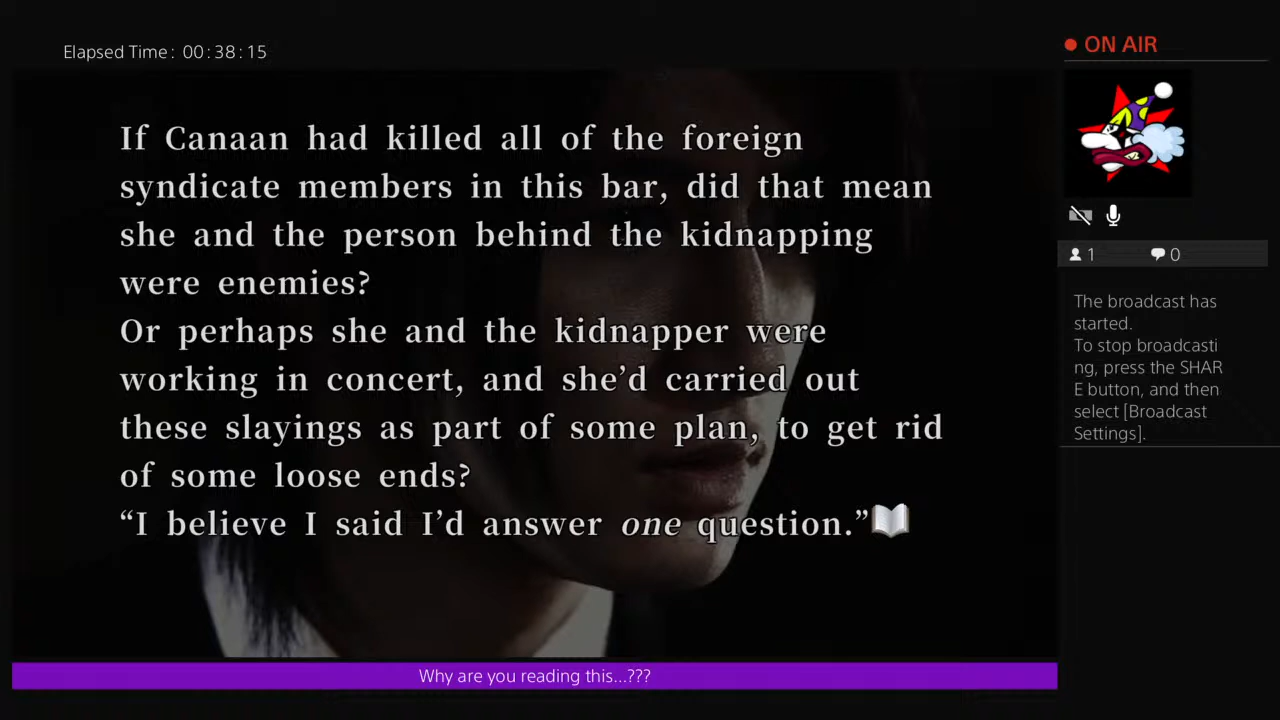 Elapsed Time: 00:38:15
ON AIR
If Canaan had killed all of the foreign
syndicate members in this bar, did that mean
she and the person behind the kidnapping
were enemies?
Or perhaps she and the kidnapper were
working in concert, and she’d carried out
these slayings as part of some plan, to get rid
of some loose ends?
“I believe I said I’d answer one question.”
1
0
The broadcast has
started.
To stop broadcasti
ng, press the SHAR
E button, and then
select [Broadcast
Settings].
Why are you reading this...???